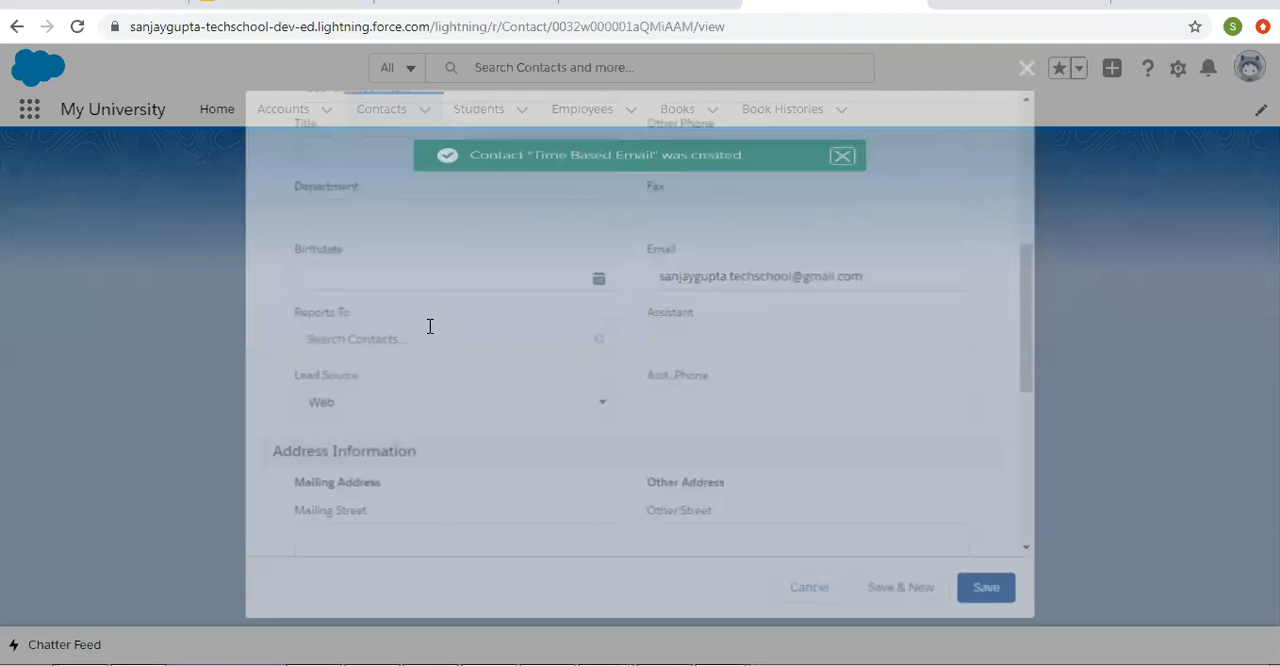 sanjaygupta-techschool-dev-ed.lightning.force.com/lightning/r/Contact/0032w000001aQMiAAM/view
S
All
Search Contacts and more...
My University
Home
Accounts
Contacts
Students
Employees
Books
Book Histories
Title
Other Phone
Contact "Time Based Email" was created
Department
Fax
Birthdate
Email
sanjaygupta.techschool@gmail.com
Reports To
Assistant
Search Contacts...
Lead Source
Asst. Phone
Web
Address Information
Mailing Address
Other Address
Mailing Street
Other Street
Cancel
Save & New
Save
Chatter Feed